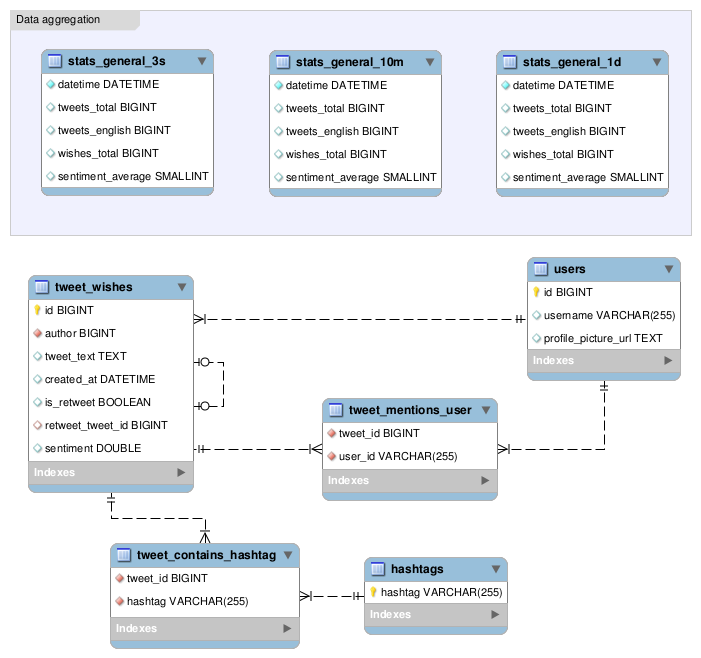 Data aggregation
stats_general_3s
datetime DATETIME
tweets_total BIGINT
tweets_english BIGINT
wishes_total BIGINT
sentiment_average SMALLINT
stats_general_10m
datetime DATETIME
tweets_total BIGINT
tweets_english BIGINT
wishes_total BIGINT
sentiment_average SMALLINT
stats_general_1d
datetime DATETIME
tweets_total BIGINT
tweets_english BIGINT
wishes_total BIGINT
sentiment_average SMALLINT
tweet_wishes
id BIGINT
author BIGINT
tweet_text TEXT
created_at DATETIME
is_retweet BOOLEAN
retweet_tweet_id BIGINT
sentiment DOUBLE
Indexes
users
id BIGINT
username VARCHAR(255)
profile_picture_url TEXT
Indexes
tweet_mentions_user
tweet_id BIGINT
user_id VARCHAR(255)
Indexes
tweet_contains_hashtag
tweet_id BIGINT
hashtag VARCHAR(255)
Indexes
hashtags
hashtag VARCHAR(255)
Indexes